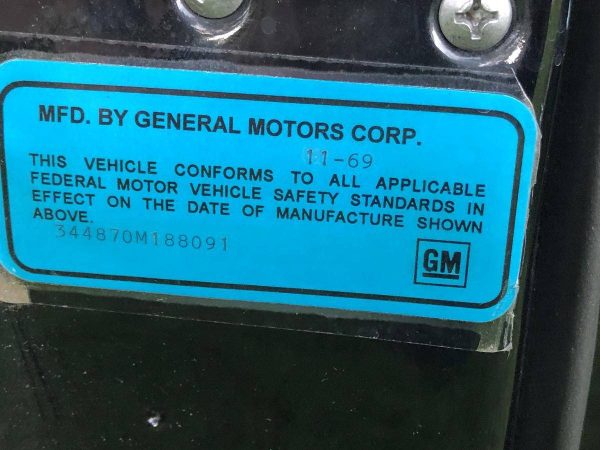 MFD. BY GENERAL MOTORS CORP.
11-69
THIS VEHICLE CONFORMS TO ALL APPLICABLE
FEDERAL MOTOR VEHICLE SAFETY STANDARDS IN
EFFECT ON THE DATE OF MANUFACTURE SHOWN
ABOVE.
344870M188091
GM